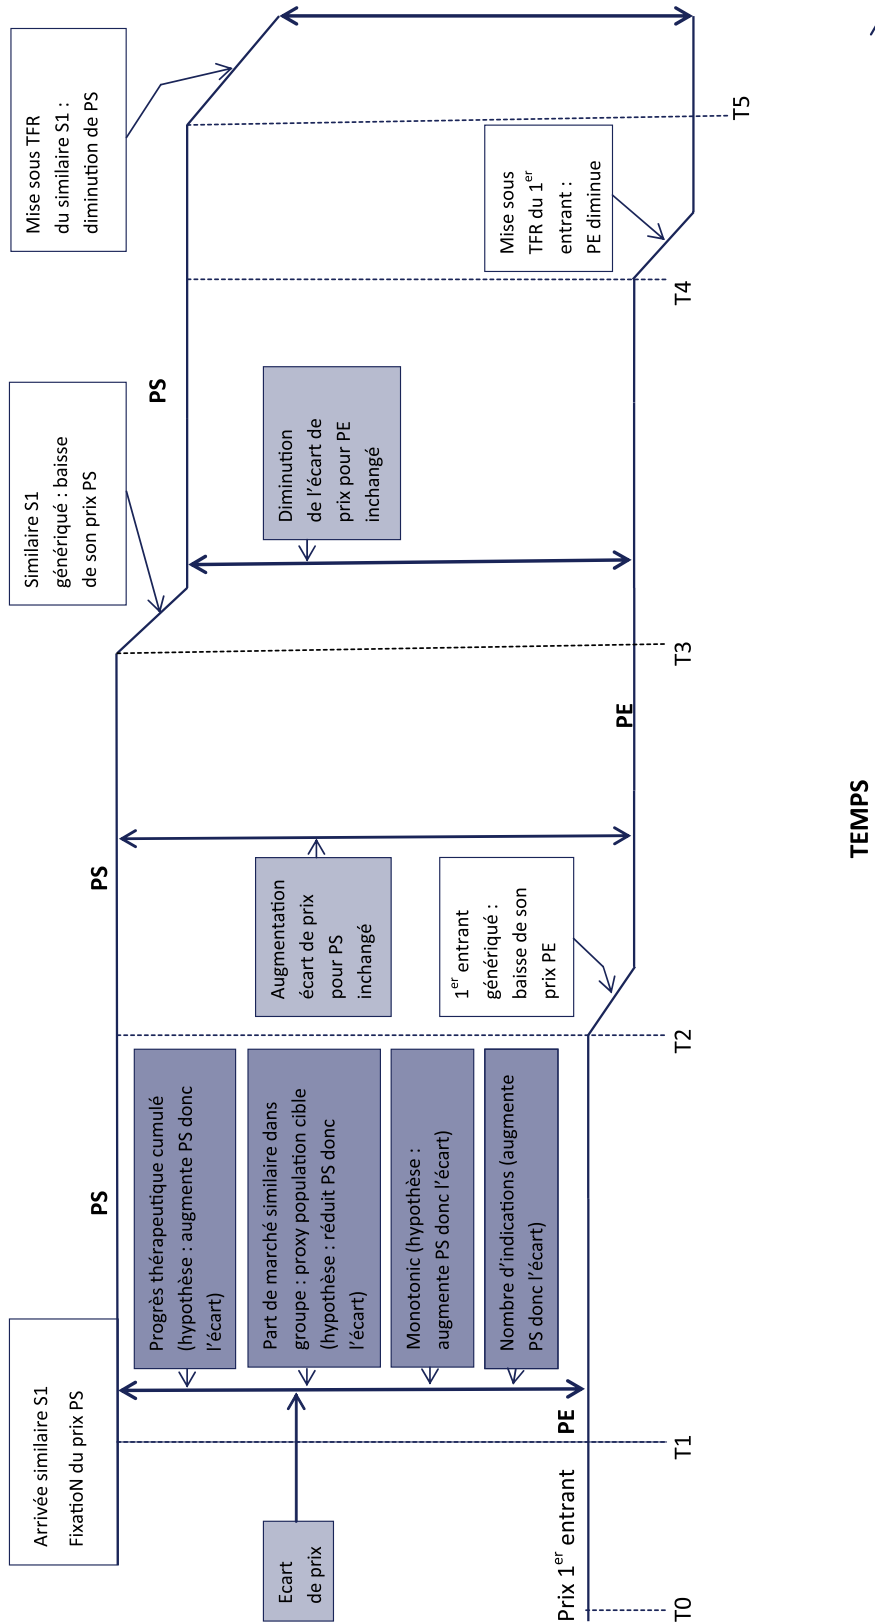 Arrivée similaire S1
FixatioN du prix PS
Similaire S1
génériqué : baisse
de son prix PS
Mise sous TFR
du similaire S1 :
diminution de PS
PS
PS
PS
Progrès thérapeutique cumulé
(hypothèse : augmente PS donc
l'écart)
Part de marché similaire dans
groupe : proxy population cible
(hypothèse : réduit PS donc
l'écart)
Monotonic (hypothèse :
augmente PS donc l'écart)
Nombre d'indications (augmente
PS donc l'écart)
Ecart
de prix
Augmentation
écart de prix
pour PS
inchangé
Diminution
de l'écart de
prix pour PE
inchangé
1er entrant
génériqué :
baisse de son
prix PE
Mise sous
TFR du 1er
entrant :
PE diminue
Prix 1er entrant
PE
PE
T0
T1
T2
T3
T4
T5
TEMPS